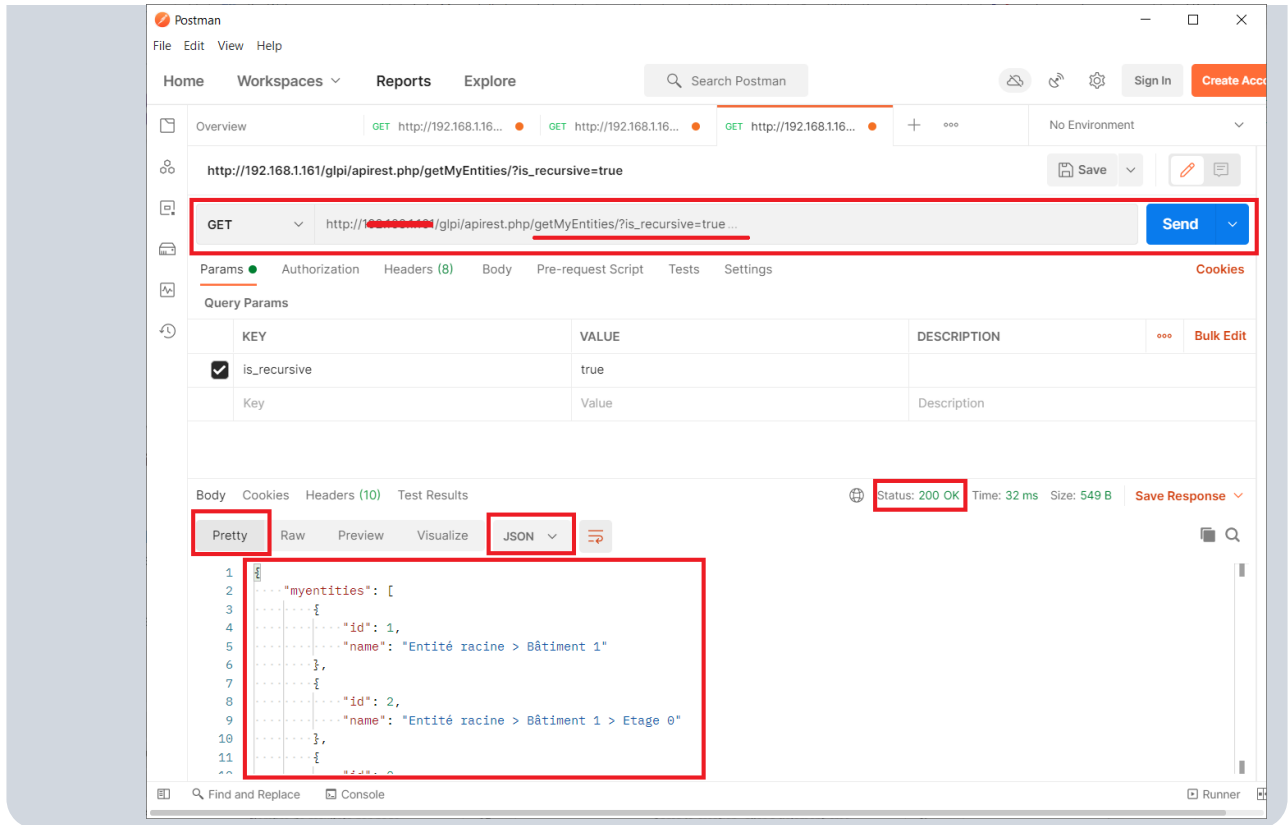 Postman
File Edit View Help
Home Workspaces Reports Explore Search Postman Sign In Create Acc
Overview GET http://192.168.1.16... GET http://192.168.1.16... GET http://192.168.1.16... No Environment
http://192.168.1.161/glpi/apirest.php/getMyEntities/?is_recursive=true Save
GET http:// /glpi/apirest.php/getMyEntities/?is_recursive=true ... Send
Params Authorization Headers (8) Body Pre-request Script Tests Settings Cookies
Query Params
KEY VALUE DESCRIPTION Bulk Edit
is_recursive true
Key Value Description
Body Cookies Headers (10) Test Results Status: 200 OK Time: 32 ms Size: 549 B Save Response
Pretty Raw Preview Visualize JSON
1 {
2 "myentities": [
3 {
4 "id": 1,
5 "name": "Entité racine > Bâtiment 1"
6 },
7 {
8 "id": 2,
9 "name": "Entité racine > Bâtiment 1 > Etage 0"
10 },
11 {
Find and Replace Console Runner